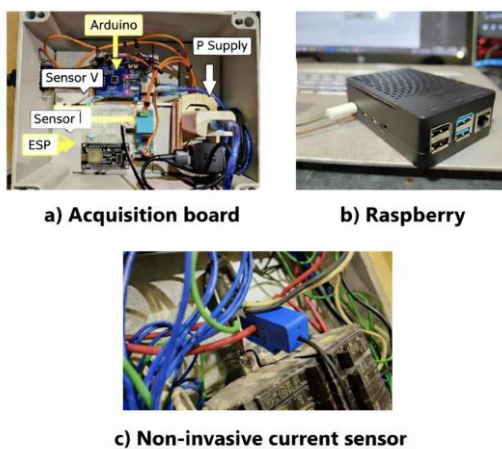 Arduino
P Supply
Sensor V
Sensor I
ESP
a) Acquisition board
b) Raspberry
c) Non-invasive current sensor